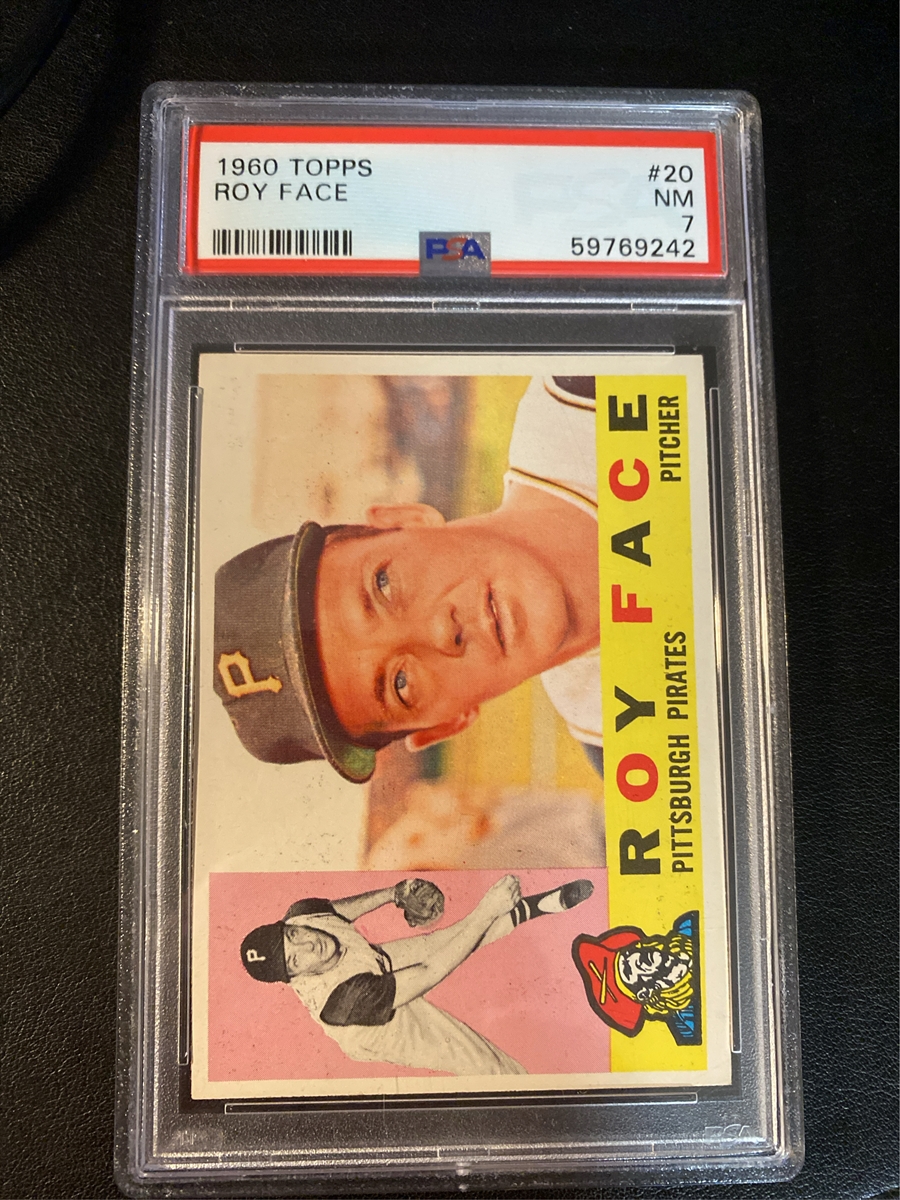 1960 TOPPS #20
ROY FACE NM
7
59769242
PSA
ROY FACE
PITTSBURGH PIRATES PITCHER
P
P